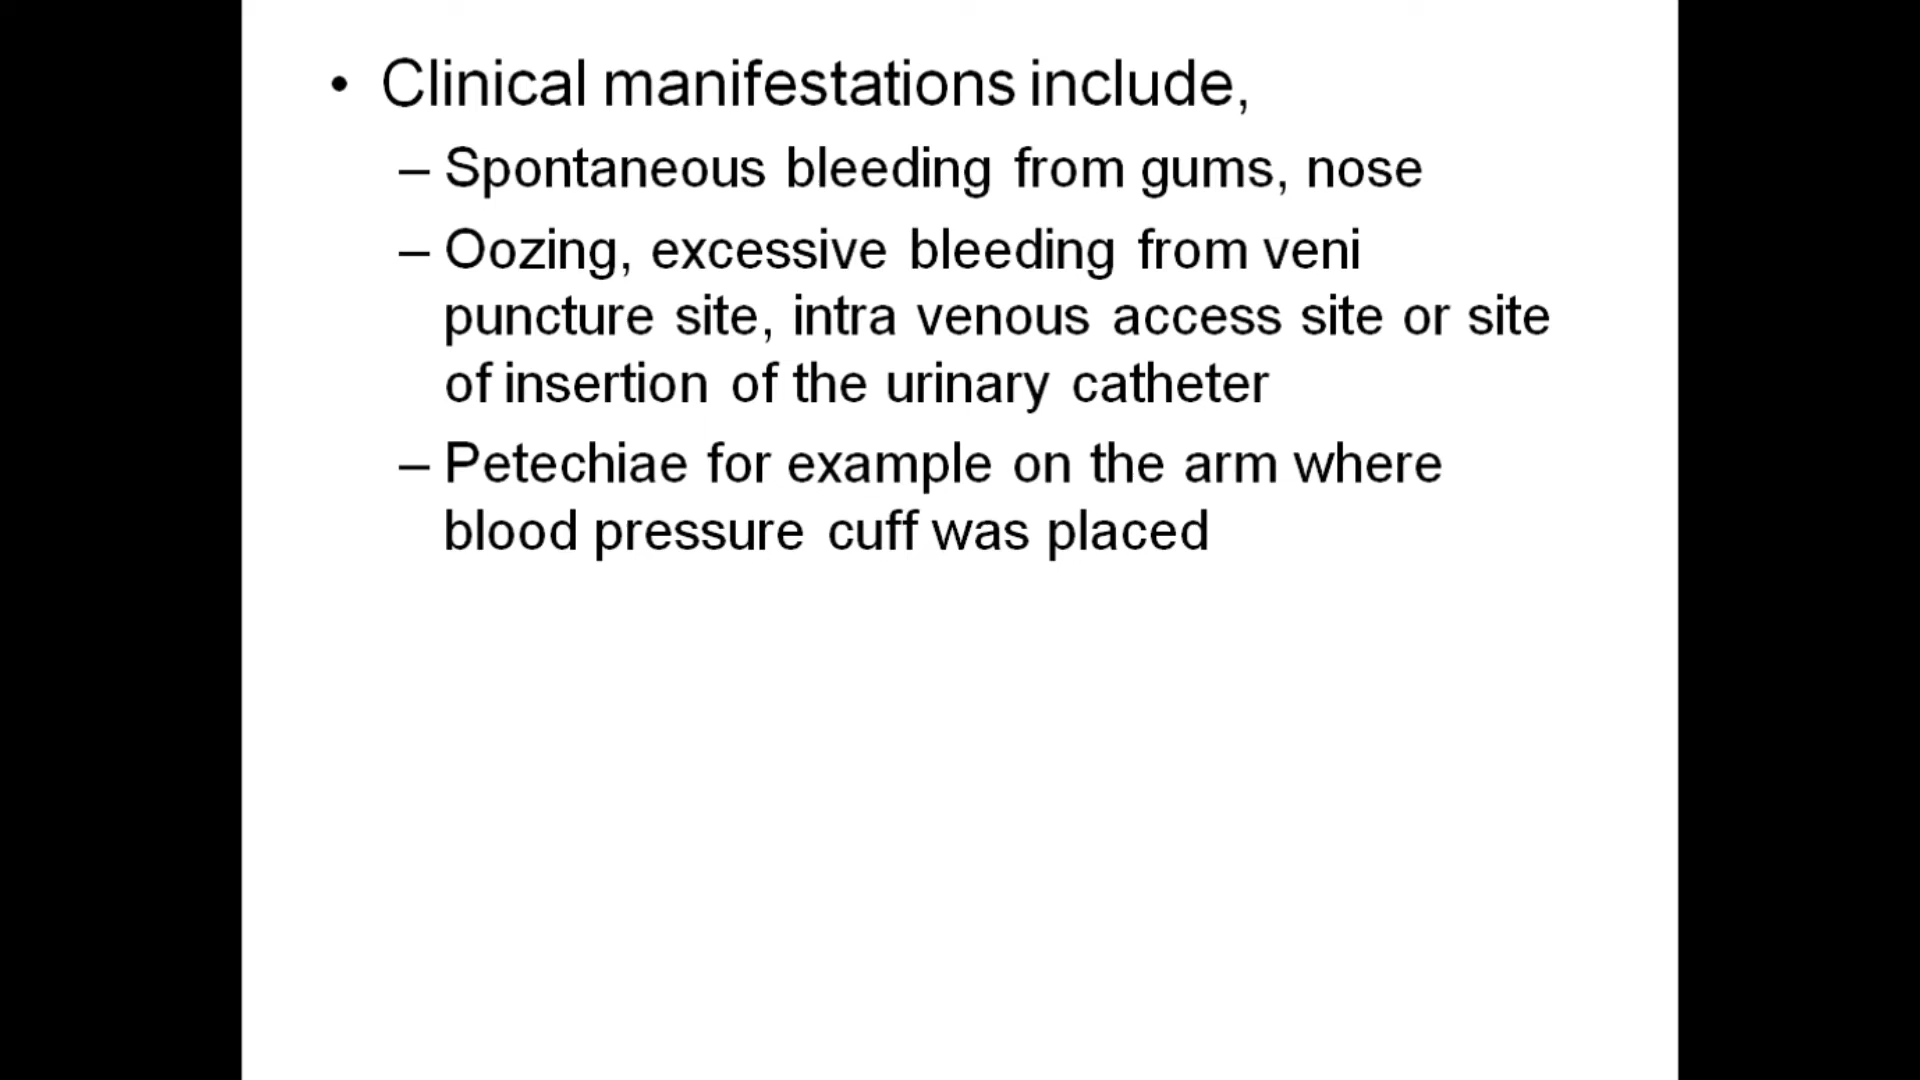 • Clinical manifestations include,
– Spontaneous bleeding from gums, nose
– Oozing, excessive bleeding from veni
puncture site, intra venous access site or site
of insertion of the urinary catheter
– Petechiae for example on the arm where
blood pressure cuff was placed